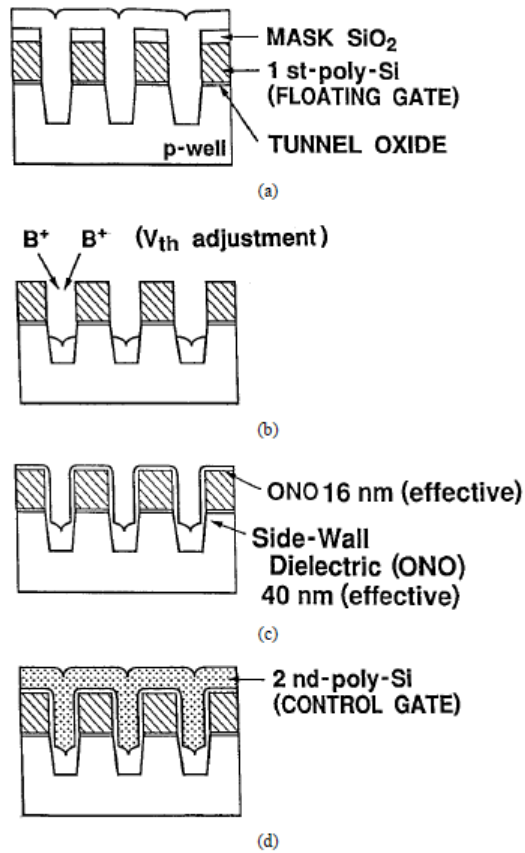 MASK SiO₂
1 st-poly-Si
(FLOATING GATE)
p-well
TUNNEL OXIDE
(a)
B⁺ B⁺ (Vₜₕ adjustment)
(b)
ONO 16 nm (effective)
Side-Wall
Dielectric (ONO)
40 nm (effective)
(c)
2 nd-poly-Si
(CONTROL GATE)
(d)